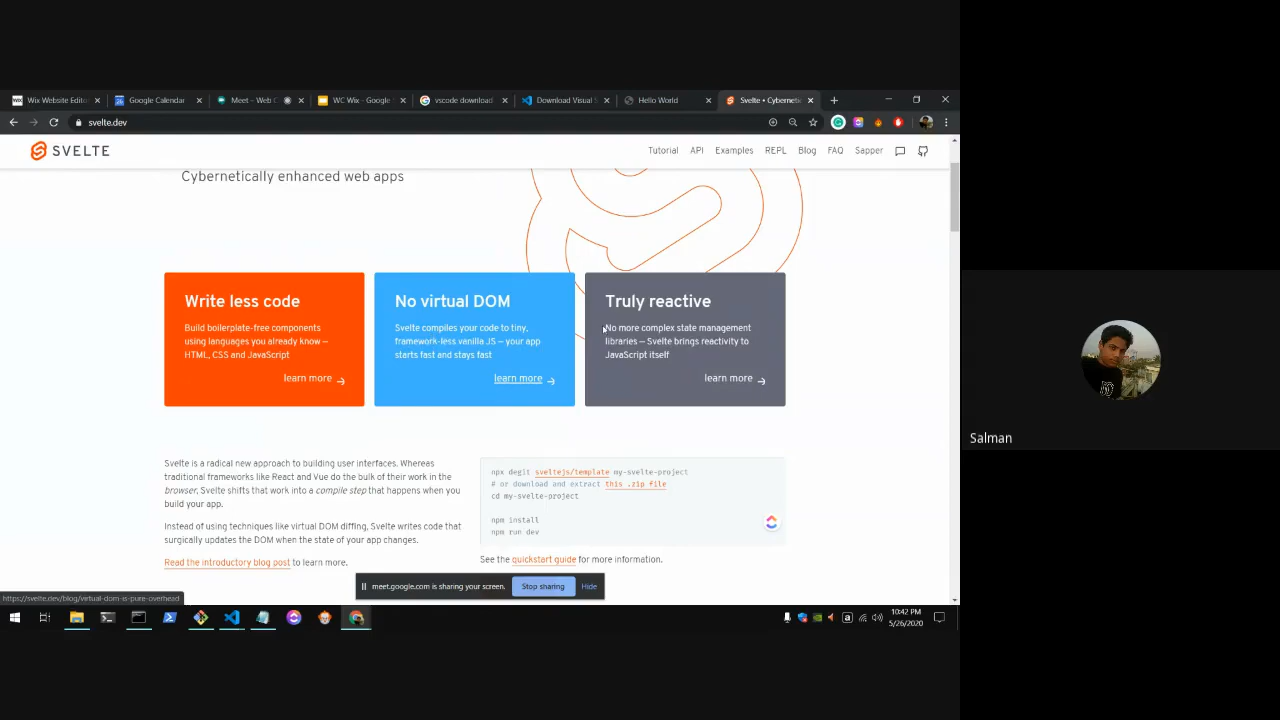 Wix Website Edito
Google Calendar
Meet – Web C
WC Wix - Google
vscode download
Download Visual S
Hello World
Svelte • Cyberneti
svelte.dev
SVELTE
Tutorial
API
Examples
REPL
Blog
FAQ
Sapper
Cybernetically enhanced web apps
Write less code
Build boilerplate-free components
using languages you already know —
HTML, CSS and JavaScript
learn more
No virtual DOM
Svelte compiles your code to tiny,
framework-less vanilla JS — your app
starts fast and stays fast
learn more
Truly reactive
No more complex state management
libraries — Svelte brings reactivity to
JavaScript itself
learn more
Svelte is a radical new approach to building user interfaces. Whereas
traditional frameworks like React and Vue do the bulk of their work in the
browser, Svelte shifts that work into a compile step that happens when you
build your app.
Instead of using techniques like virtual DOM diffing, Svelte writes code that
surgically updates the DOM when the state of your app changes.
Read the introductory blog post to learn more.
npx degit sveltejs/template my-svelte-project
# or download and extract this .zip file
cd my-svelte-project
npm install
npm run dev
See the quickstart guide for more information.
meet.google.com is sharing your screen.
Stop sharing
Hide
https://svelte.dev/blog/virtual-dom-is-pure-overhead
10:42 PM
5/26/2020
Salman